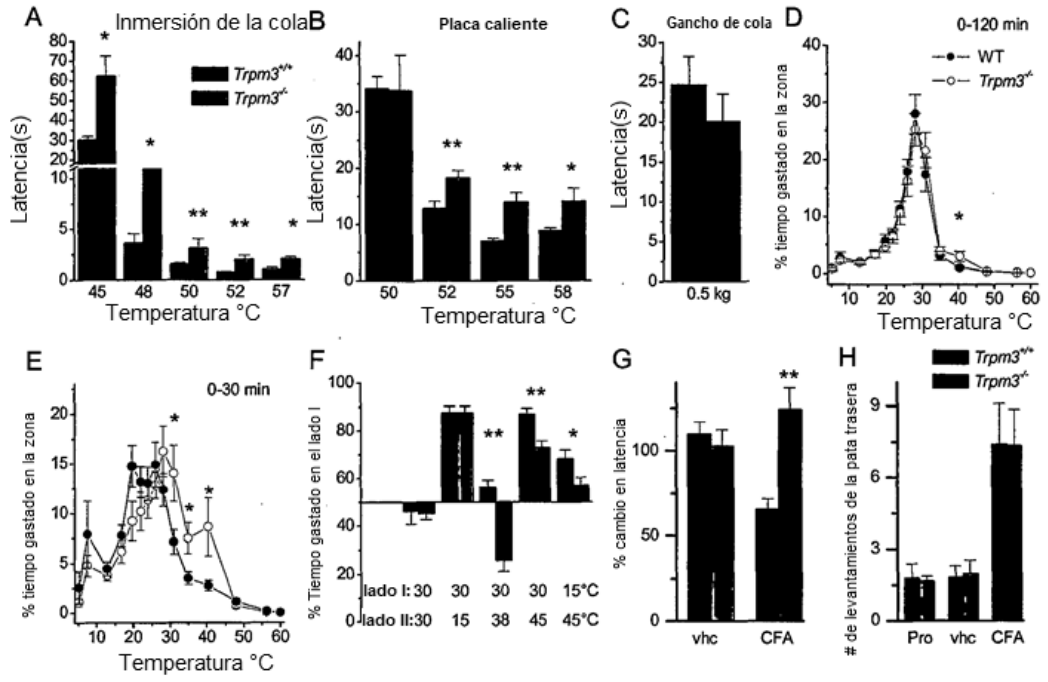 A
Inmersión de la cola
*
Trpm3+/+
Trpm3-/-
*
**
**
*
Latencia(s)
80
70
60
50
40
30
20
10
5
0
45 48 50 52 57
Temperatura °C
B
Placa caliente
**
**
*
Latencia(s)
40
30
20
10
0
50 52 55 58
Temperatura °C
C
Gancho de cola
Latencia(s)
30
25
20
15
10
5
0
0.5 kg
D
0-120 min
WT
Trpm3-/-
*
% tiempo gastado en la zona
40
30
20
10
0
10 20 30 40 50 60
Temperatura °C
E
0-30 min
*
*
*
% tiempo gastado en la zona
20
15
10
5
0
10 20 30 40 50 60
Temperatura °C
F
**
**
*
% Tiempo gastado en el lado I
100
80
60
40
20
lado I: 30 30 30 30 15°C
lado II: 30 15 38 45 45°C
G
**
% cambio en latencia
100
50
0
vhc CFA
H
Trpm3+/+
Trpm3-/-
# de levantamientos de la pata trasera
9
6
3
0
Pro vhc CFA